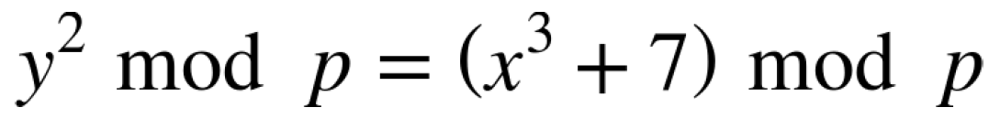 y² mod p = (x³ + 7) mod p